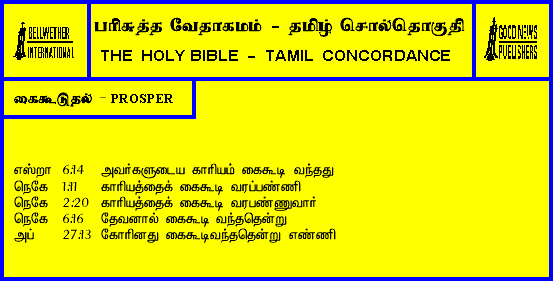 BELLWETHER
INTERNATIONAL
பரிசுத்த வேதாகமம் - தமிழ் சொல்தொகுதி
THE HOLY BIBLE - TAMIL CONCORDANCE
GOOD NEWS
PUBLISHERS
கைகூடுதல் - PROSPER
எஸ்றா 6:14 அவர்களுடைய காரியம் கைகூடி வந்தது
நெகே 1:11 காரியத்தைக் கைகூடி வரப்பண்ணி
நெகே 2:20 காரியத்தைக் கைகூடி வரபண்ணுவார்
நெகே 6:16 தேவனால் கைகூடி வந்ததென்று
அப் 27:13 கோரினது கைகூடிவந்ததென்று எண்ணி